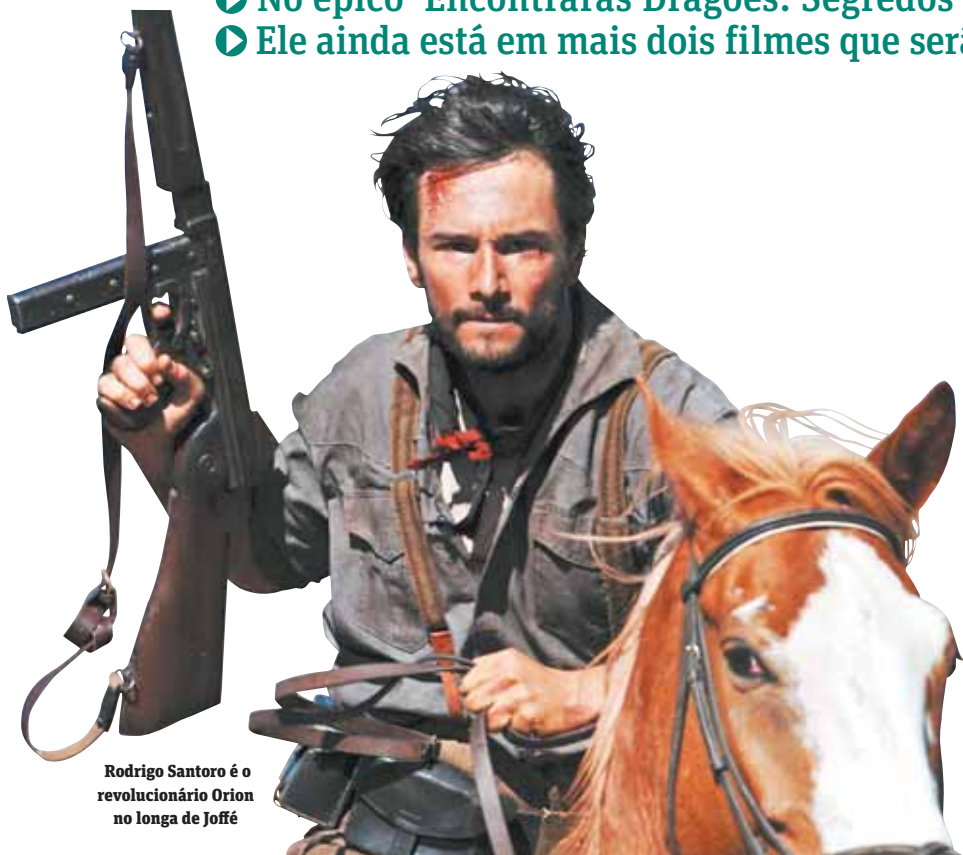 No épico 'Encontrarás Dragões: Segredos
Ele ainda está em mais dois filmes que serã
Rodrigo Santoro é o
revolucionário Orion
no longa de Joffé